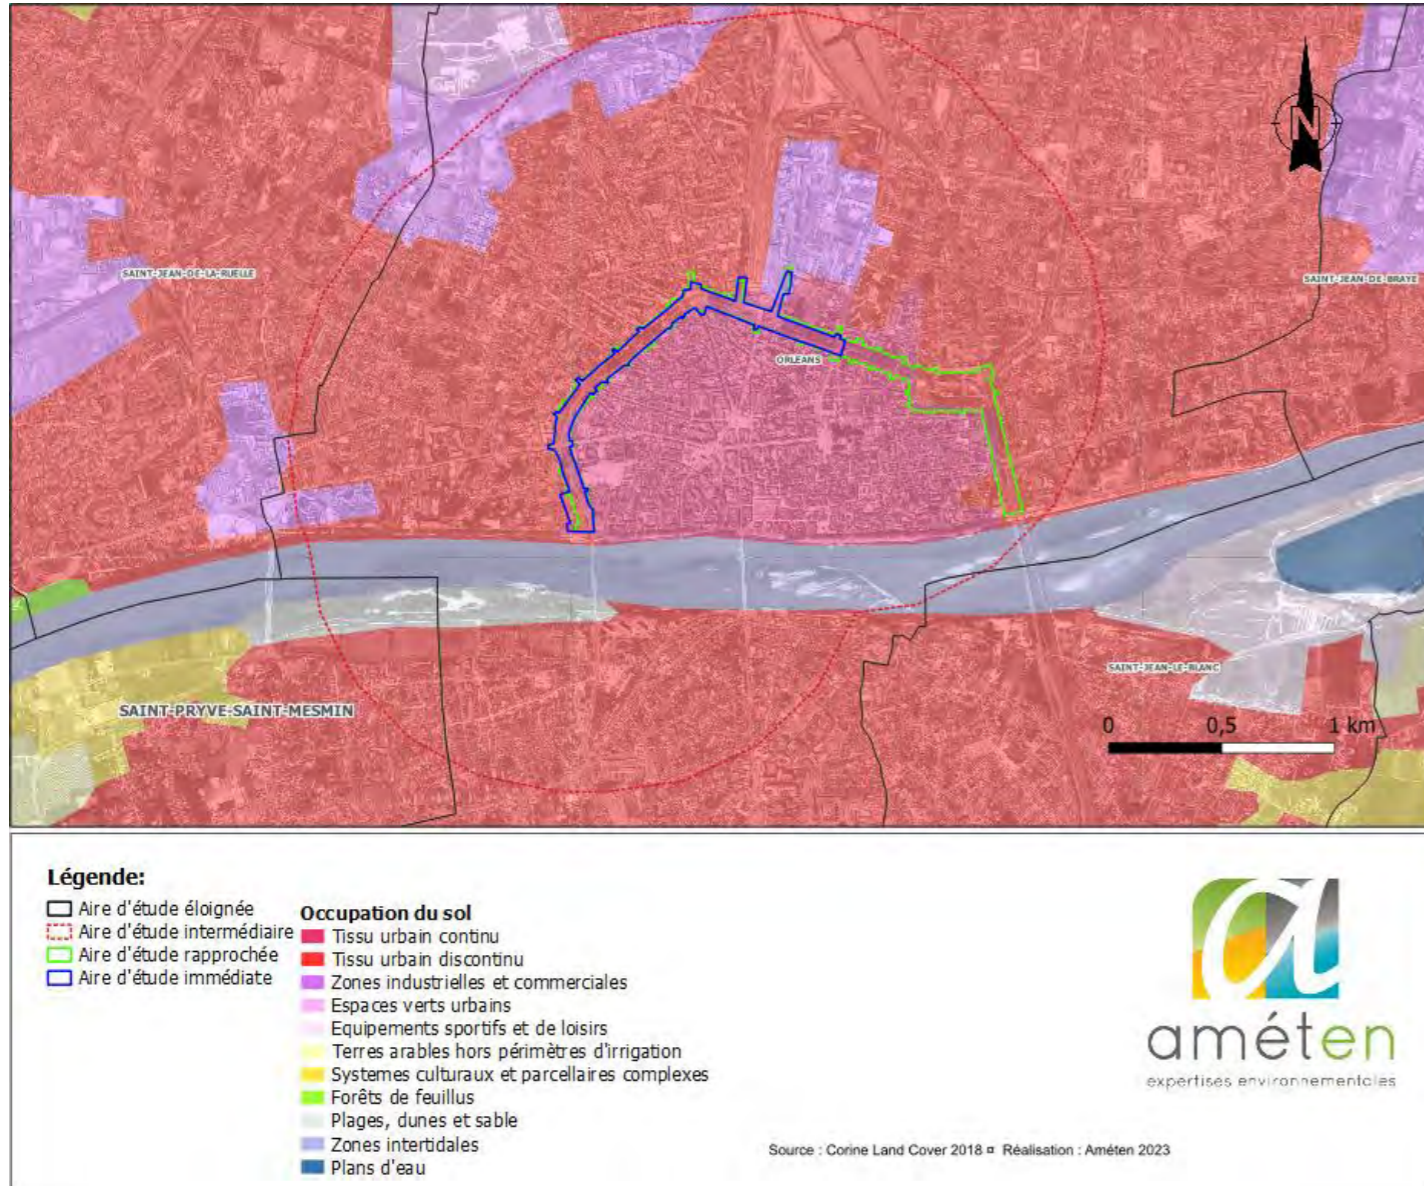 N
SAINT-JEAN-DE-LA-RUELLE
SAINT-JEAN-DE-BRAYE
ORLEANS
SAINT-JEAN-LE-BLANC
SAINT-PRYVE-SAINT-MESMIN
0 0,5 1 km
Légende:
Aire d'étude éloignée
Aire d'étude intermédiaire
Aire d'étude rapprochée
Aire d'étude immédiate
Occupation du sol
Tissu urbain continu
Tissu urbain discontinu
Zones industrielles et commerciales
Espaces verts urbains
Equipements sportifs et de loisirs
Terres arables hors périmètres d'irrigation
Systemes culturaux et parcellaires complexes
Forêts de feuillus
Plages, dunes et sable
Zones intertidales
Plans d'eau
a
améten
expertises environnementales
Source : Corine Land Cover 2018 ¤ Réalisation : Améten 2023